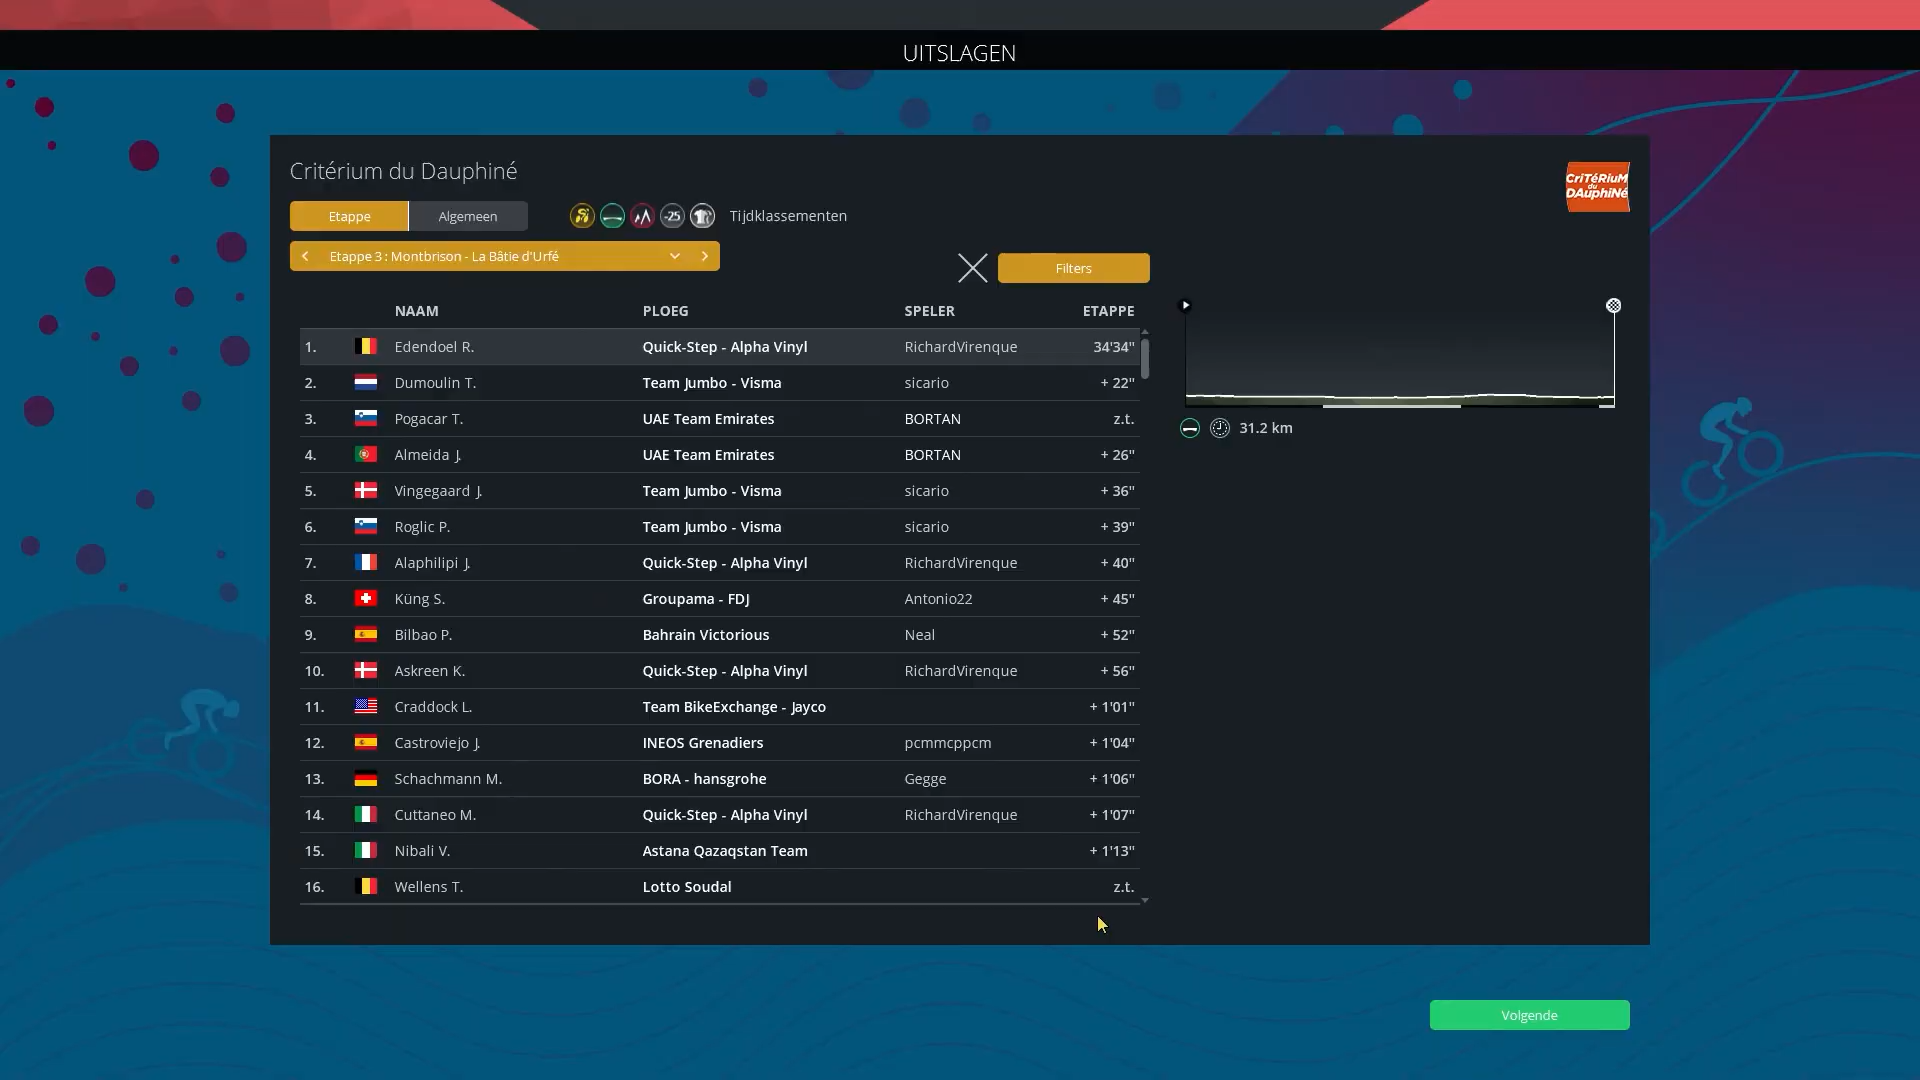 UITSLAGEN
Critérium du Dauphiné
CriTéRiuM
du
DAuphiNé
Etappe Algemeen -25 Tijdklassementen
Etappe 3 : Montbrison - La Bâtie d'Urfé
Filters
NAAM PLOEG SPELER ETAPPE
1. Edendoel R. Quick-Step - Alpha Vinyl RichardVirenque 34'34"
2. Dumoulin T. Team Jumbo - Visma sicario + 22"
3. Pogacar T. UAE Team Emirates BORTAN z.t.
4. Almeida J. UAE Team Emirates BORTAN + 26"
5. Vingegaard J. Team Jumbo - Visma sicario + 36"
6. Roglic P. Team Jumbo - Visma sicario + 39"
7. Alaphilipi J. Quick-Step - Alpha Vinyl RichardVirenque + 40"
8. Küng S. Groupama - FDJ Antonio22 + 45"
9. Bilbao P. Bahrain Victorious Neal + 52"
10. Askreen K. Quick-Step - Alpha Vinyl RichardVirenque + 56"
11. Craddock L. Team BikeExchange - Jayco + 1'01"
12. Castroviejo J. INEOS Grenadiers pcmmcppcm + 1'04"
13. Schachmann M. BORA - hansgrohe Gegge + 1'06"
14. Cuttaneo M. Quick-Step - Alpha Vinyl RichardVirenque + 1'07"
15. Nibali V. Astana Qazaqstan Team + 1'13"
16. Wellens T. Lotto Soudal z.t.
31.2 km
Volgende